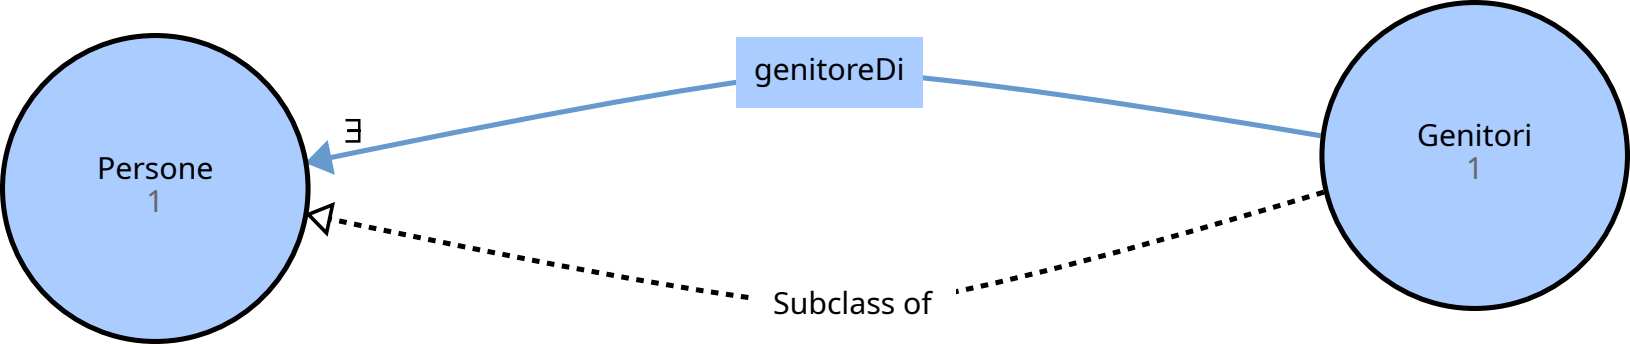 genitoreDi
∃
Persone
1
Genitori
1
Subclass of